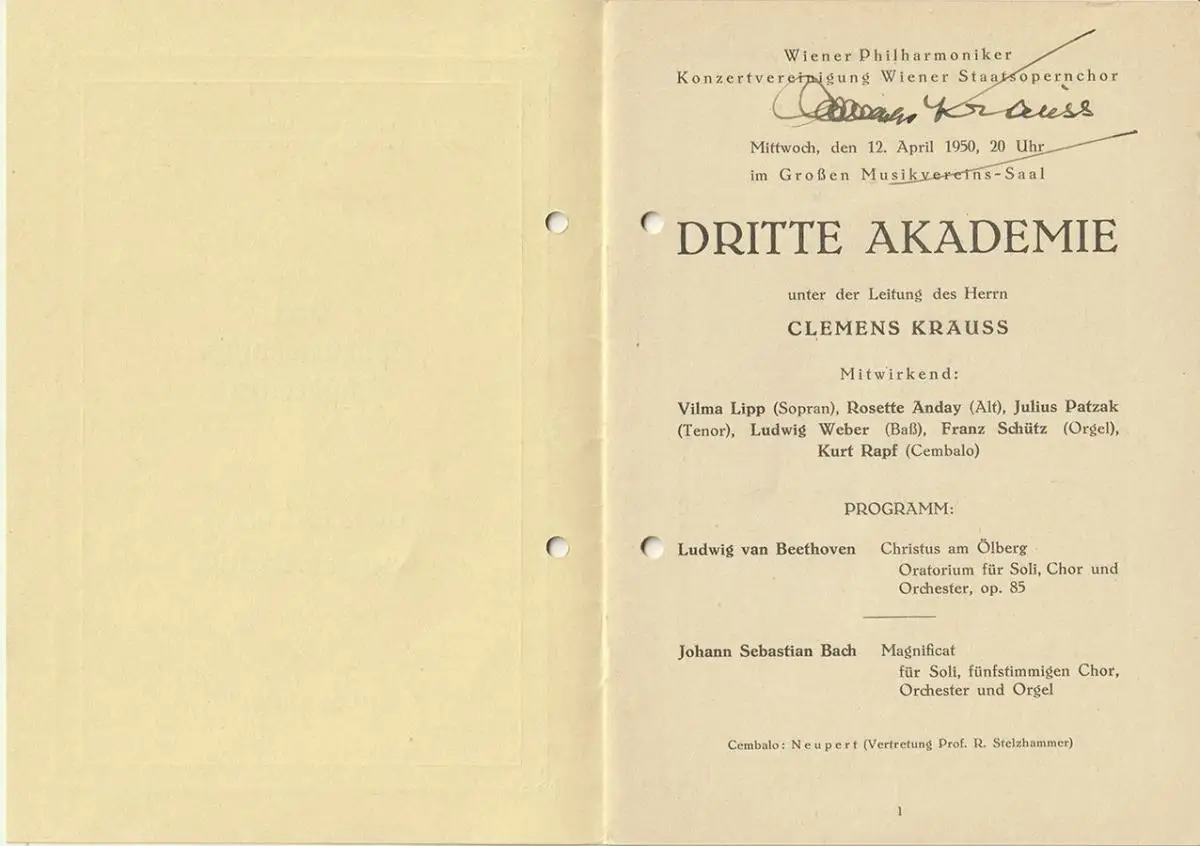 Wiener Philharmoniker
Konzertvereinigung Wiener Staatsopernchor
Clemens Krauss
Mittwoch, den 12. April 1950, 20 Uhr
im Großen Musikvereins-Saal
DRITTE AKADEMIE
unter der Leitung des Herrn
CLEMENS KRAUSS
Mitwirkend:
Vilma Lipp (Sopran), Rosette Anday (Alt), Julius Patzak
(Tenor), Ludwig Weber (Baß), Franz Schütz (Orgel),
Kurt Rapf (Cembalo)
PROGRAMM:
Ludwig van Beethoven Christus am Ölberg
Oratorium für Soli, Chor und
Orchester, op. 85
Johann Sebastian Bach Magnificat
für Soli, fünfstimmigen Chor,
Orchester und Orgel
Cembalo: Neupert (Vertretung Prof. R. Stelzhammer)
1